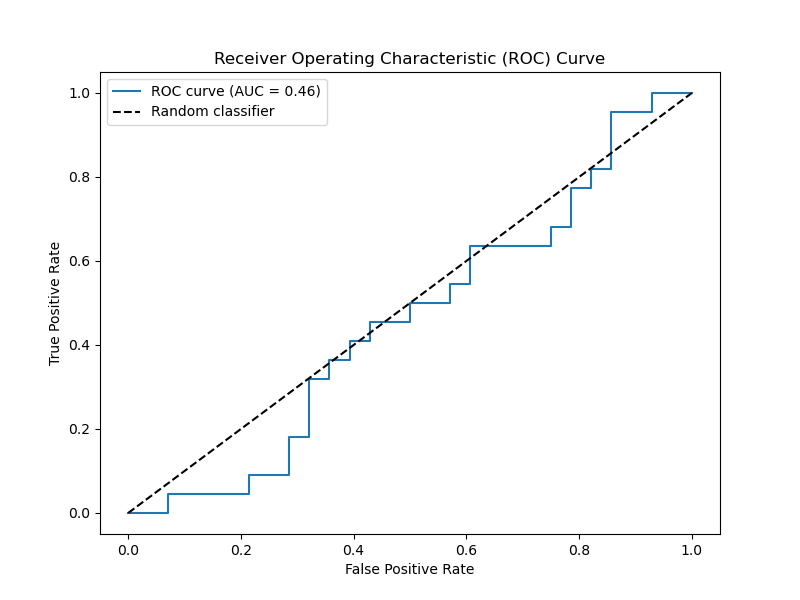 Receiver Operating Characteristic (ROC) Curve
ROC curve (AUC = 0.46)
Random classifier
True Positive Rate
1.0
0.8
0.6
0.4
0.2
0.0
0.0 0.2 0.4 0.6 0.8 1.0
False Positive Rate